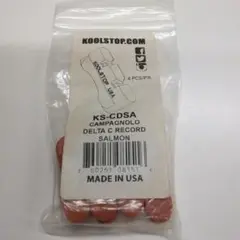 KOOLSTOP.COM
4 PCS/PK
KOOLSTOP USA
KS-CDSA
CAMPAGNOLO
DELTA C RECORD
SALMON
MADE IN USA